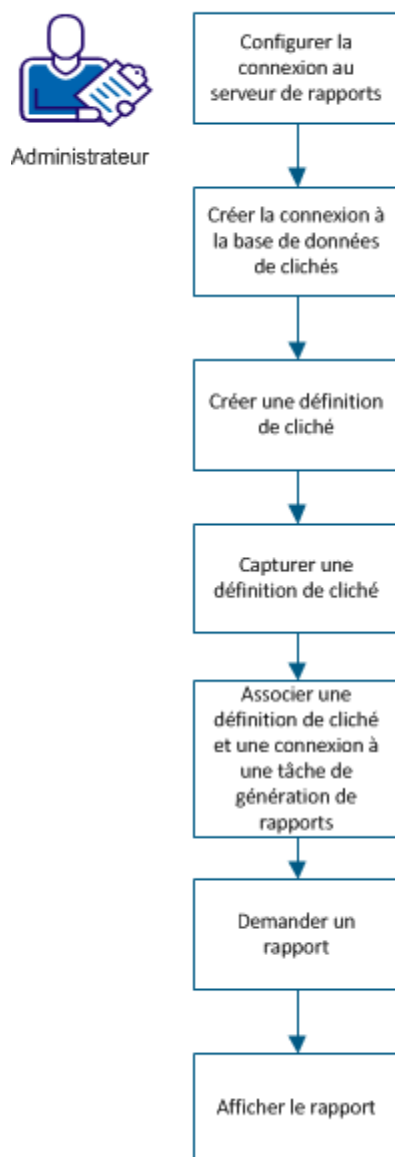 Administrateur
Configurer la
connexion au
serveur de rapports
Créer la connexion à
la base de données
de clichés
Créer une définition
de cliché
Capturer une
définition de cliché
Associer une
définition de cliché
et une connexion à
une tâche de
génération de
rapports
Demander un
rapport
Afficher le rapport